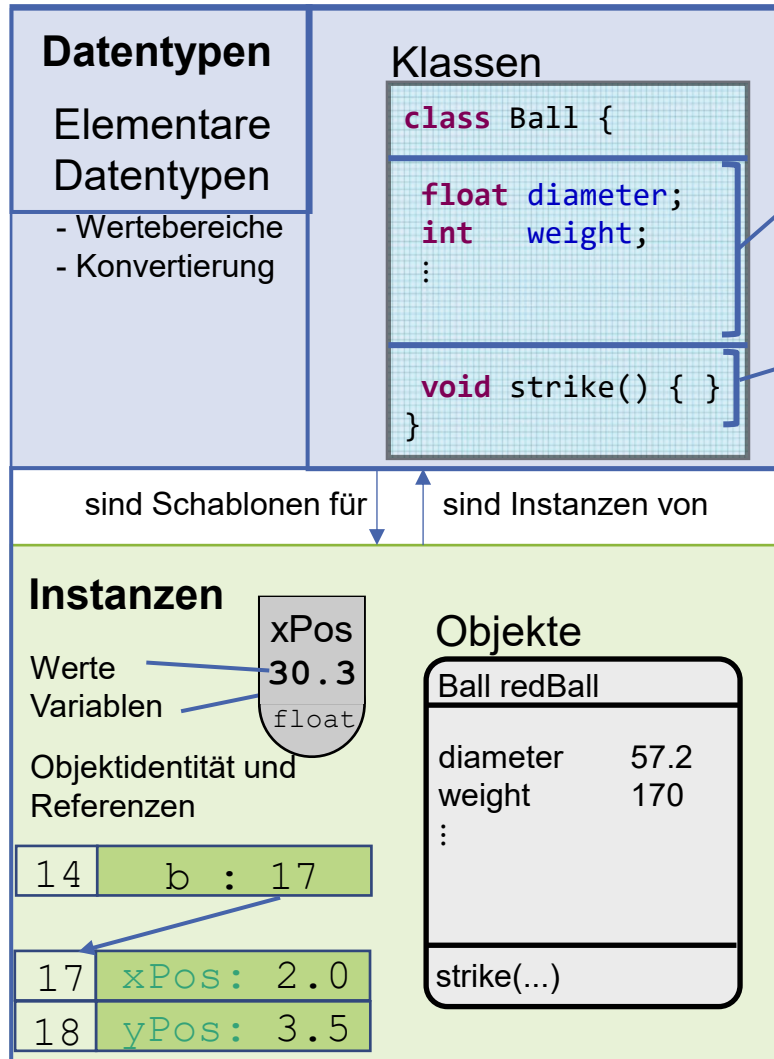 Datentypen
Elementare
Datentypen
- Wertebereiche
- Konvertierung
Klassen
class Ball {
float diameter;
int weight;
⋮
void strike() { }
}
sind Schablonen für
sind Instanzen von
Instanzen
xPos
30.3
float
Werte
Variablen
Objektidentität und
Referenzen
14 b : 17
17 xPos: 2.0
18 yPos: 3.5
Objekte
Ball redBall
diameter 57.2
weight 170
⋮
strike(...)